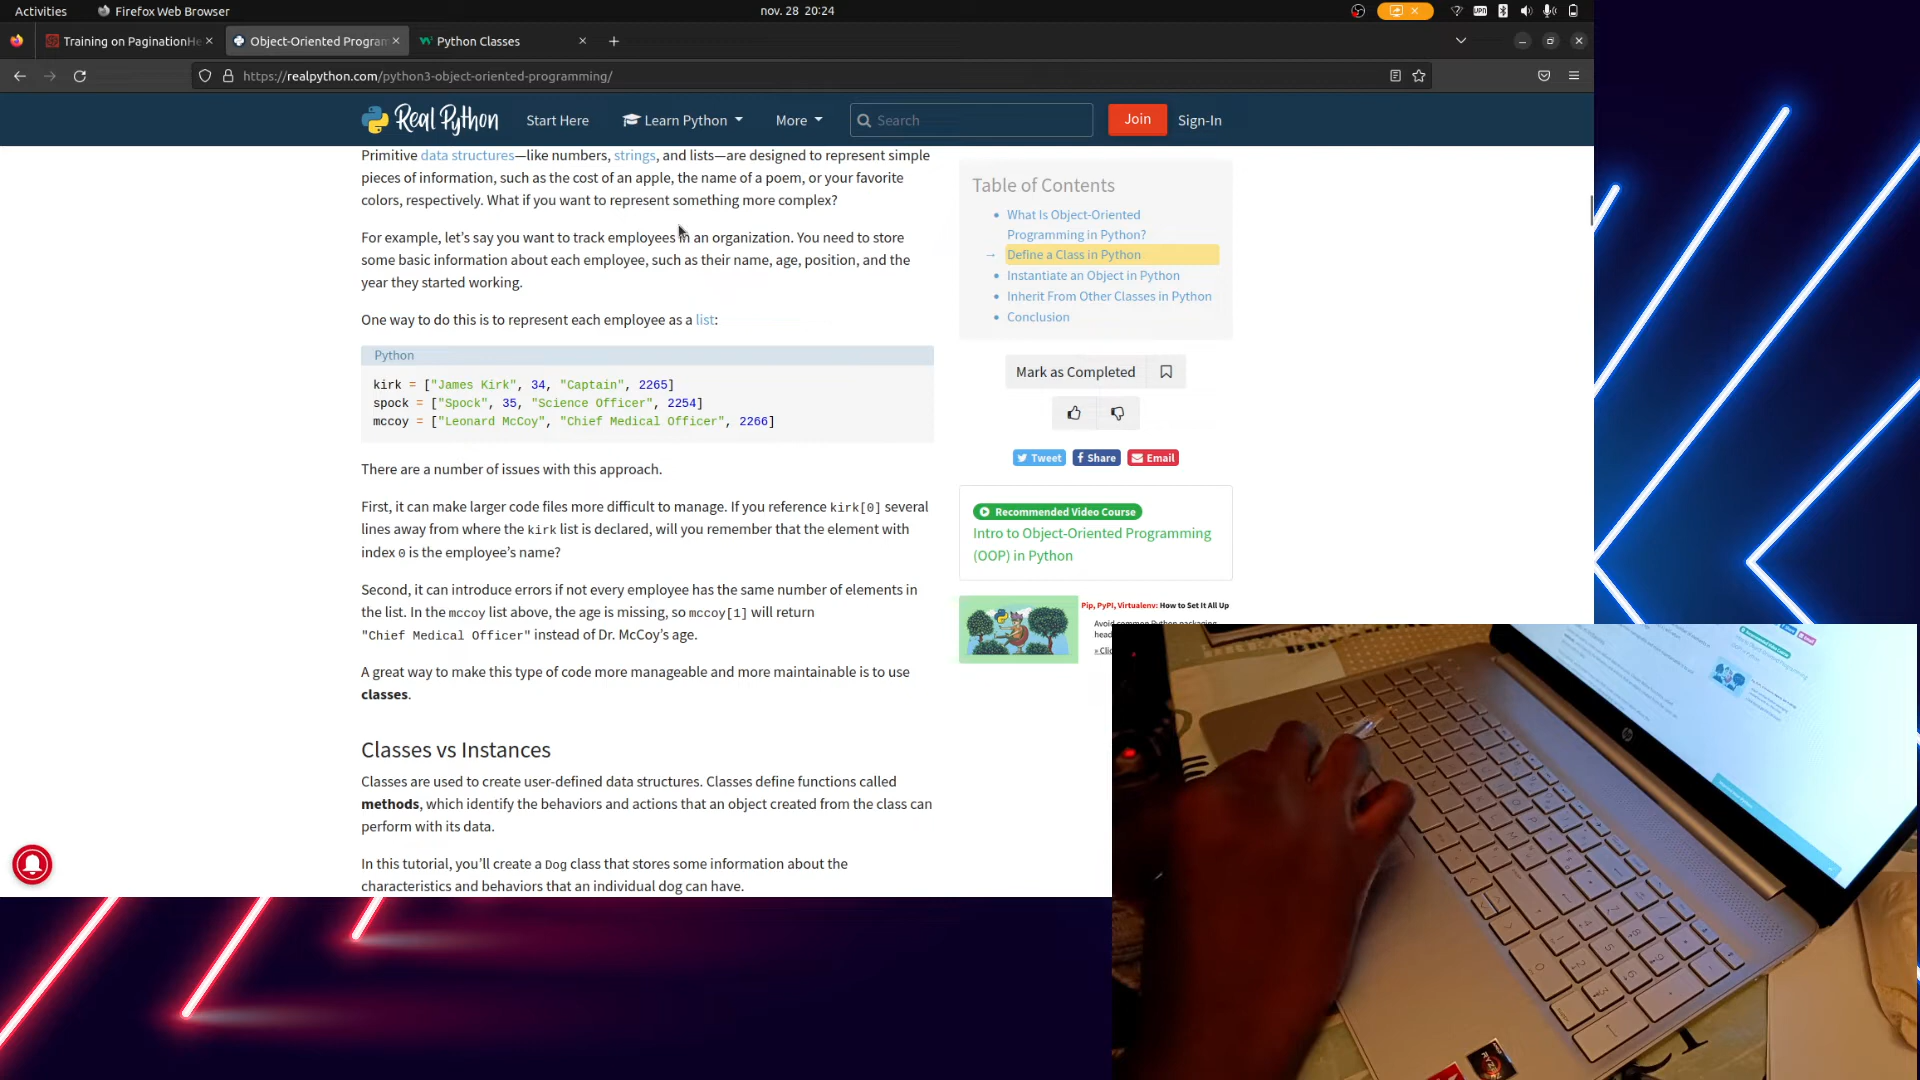 Activities
Firefox Web Browser
nov. 28 20:24
Training on PaginationHe
Object-Oriented Program
Python Classes
https://realpython.com/python3-object-oriented-programming/
Real Python
Start Here
Learn Python
More
Search
Join
Sign-In
Primitive data structures—like numbers, strings, and lists—are designed to represent simple
pieces of information, such as the cost of an apple, the name of a poem, or your favorite
colors, respectively. What if you want to represent something more complex?
For example, let's say you want to track employees in an organization. You need to store
some basic information about each employee, such as their name, age, position, and the
year they started working.
One way to do this is to represent each employee as a list:
Python
kirk = ["James Kirk", 34, "Captain", 2265]
spock = ["Spock", 35, "Science Officer", 2254]
mccoy = ["Leonard McCoy", "Chief Medical Officer", 2266]
There are a number of issues with this approach.
First, it can make larger code files more difficult to manage. If you reference kirk[0] several
lines away from where the kirk list is declared, will you remember that the element with
index 0 is the employee's name?
Second, it can introduce errors if not every employee has the same number of elements in
the list. In the mccoy list above, the age is missing, so mccoy[1] will return
"Chief Medical Officer" instead of Dr. McCoy's age.
A great way to make this type of code more manageable and more maintainable is to use
classes.
Classes vs Instances
Classes are used to create user-defined data structures. Classes define functions called
methods, which identify the behaviors and actions that an object created from the class can
perform with its data.
In this tutorial, you'll create a Dog class that stores some information about the
characteristics and behaviors that an individual dog can have.
Table of Contents
What Is Object-Oriented
Programming in Python?
→ Define a Class in Python
Instantiate an Object in Python
Inherit From Other Classes in Python
Conclusion
Mark as Completed
Tweet
Share
Email
Recommended Video Course
Intro to Object-Oriented Programming
(OOP) in Python
Pip, PyPI, Virtualenv: How to Set It All Up
Avoid common Python packaging